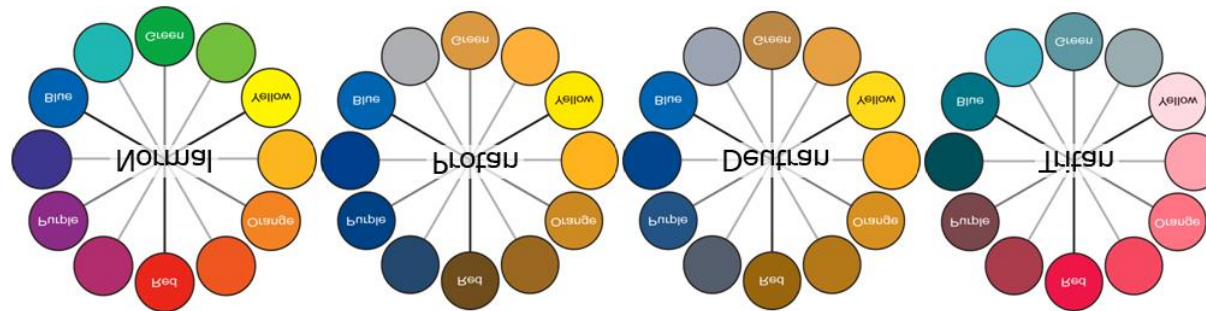 Green
Blue
Yellow
Normal
Purple
Orange
Red
Green
Blue
Yellow
Protan
Purple
Orange
Red
Green
Blue
Yellow
Deutran
Purple
Orange
Red
Green
Blue
Yellow
Tritan
Purple
Orange
Red